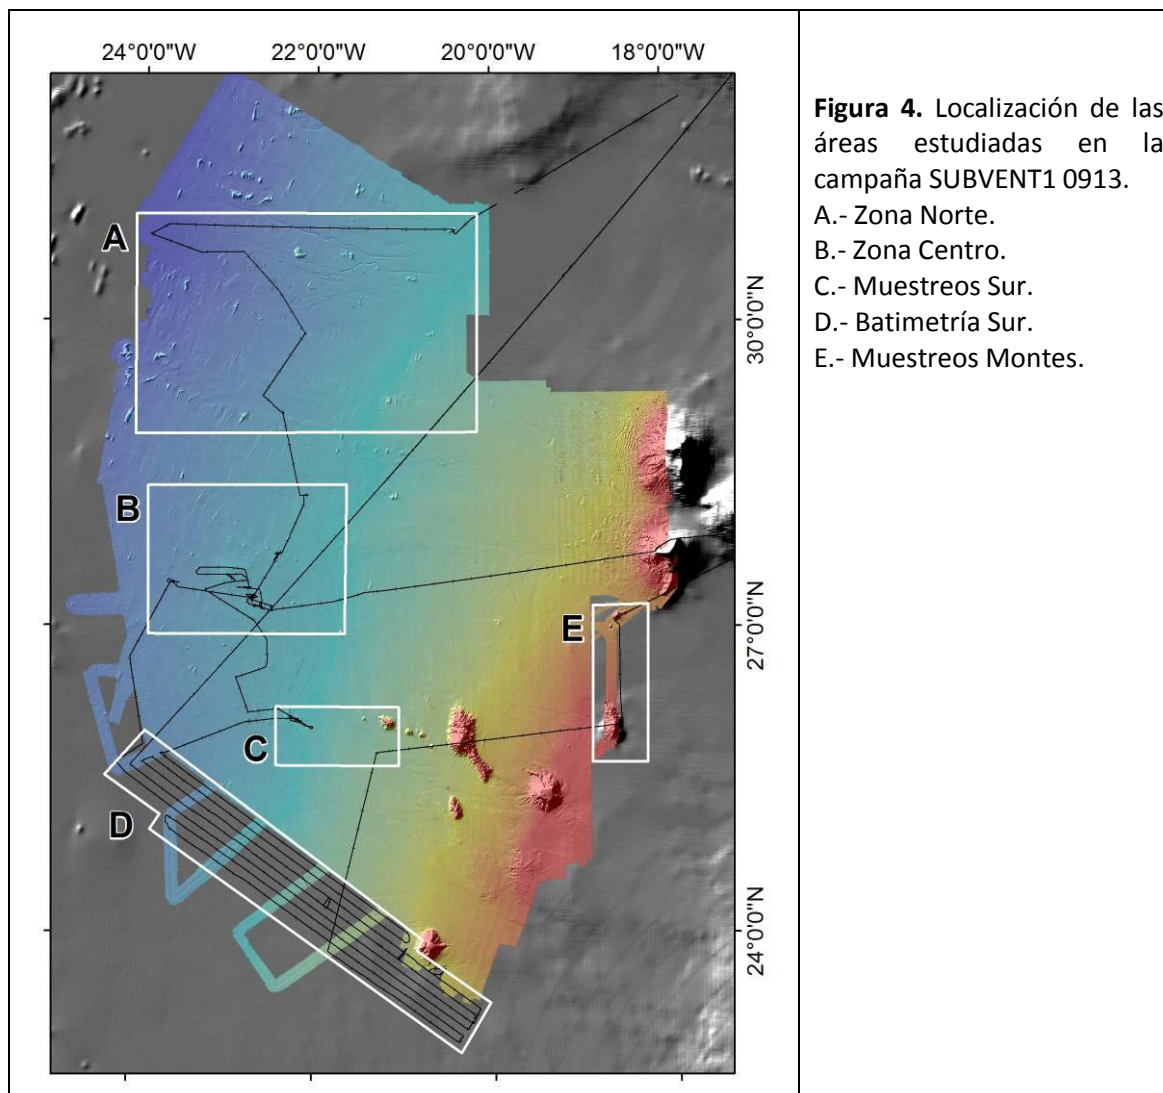 24°0'0"W 22°0'0"W 20°0'0"W 18°0'0"W
A
B
C
D
E
30°0'0"N
27°0'0"N
24°0'0"N
Figura 4. Localización de las
áreas estudiadas en la
campaña SUBVENT1 0913.
A.- Zona Norte.
B.- Zona Centro.
C.- Muestreos Sur.
D.- Batimetría Sur.
E.- Muestreos Montes.